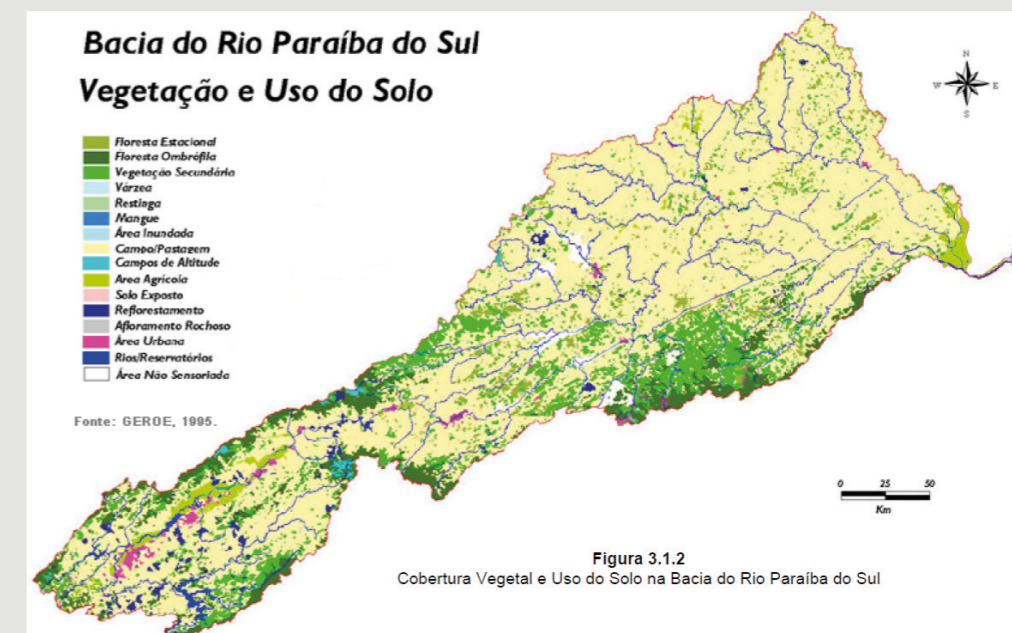 Bacia do Rio Paraíba do Sul
Vegetação e Uso do Solo
Floresta Estacional
Floresta Ombrófila
Vegetação Secundária
Várzea
Restinga
Mangue
Área Inundada
Campo/Pastagem
Campos de Altitude
Area Agrícola
Solo Exposto
Reflorestamento
Afloramento Rochoso
Área Urbana
Rios/Reservatórios
Área Não Sensoriada
Fonte: GEROE, 1995.
N
W E
S
0 25 50
Km
Figura 3.1.2
Cobertura Vegetal e Uso do Solo na Bacia do Rio Paraíba do Sul